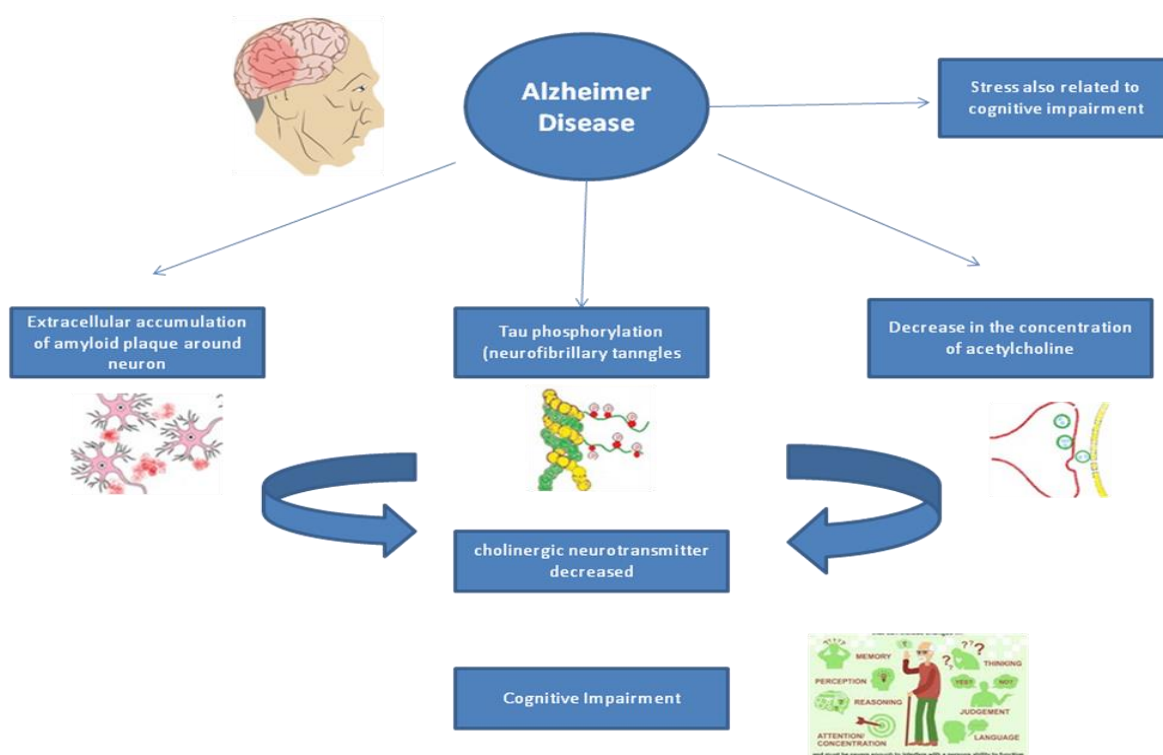 Alzheimer
Disease
Stress also related to
cognitive impairment
Extracellular accumulation
of amyloid plaque around
neuron
Tau phosphorylation
(neurofibrillary tanngles
Decrease in the concentration
of acetylcholine
cholinergic neurotransmitter
decreased
Cognitive Impairment
MEMORY
THINKING
PERCEPTION
YES?
NOT
REASONING
JUDGEMENT
ATTENTION/
CONCENTRATION
LANGUAGE